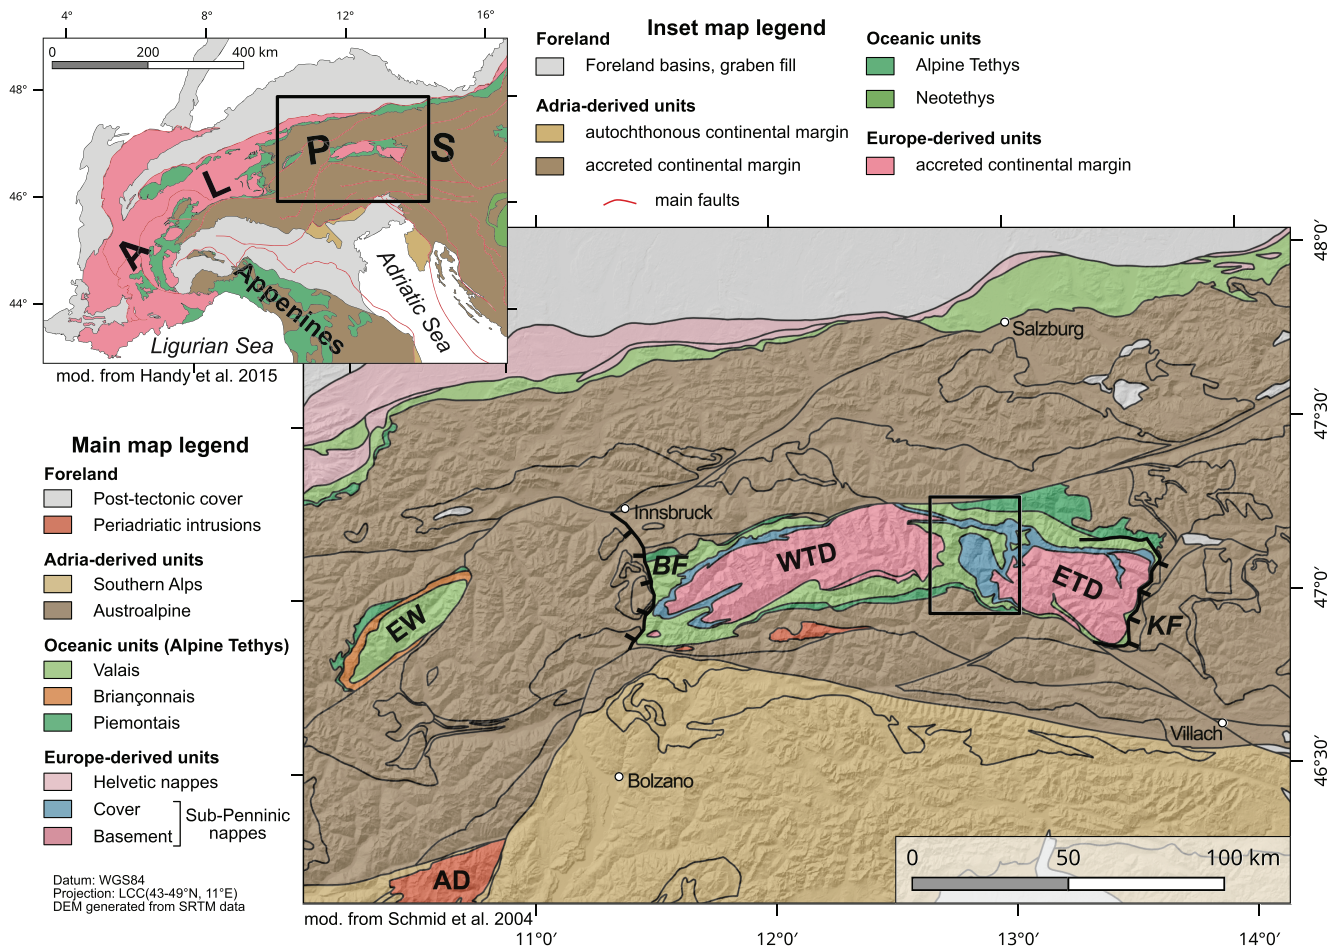 4°
8°
12°
16°
0
200
400 km
48°
46°
44°
A
L
P
S
Appenines
Adriatic Sea
Ligurian Sea
mod. from Handy et al. 2015
Inset map legend
Foreland
Foreland basins, graben fill
Adria-derived units
autochthonous continental margin
accreted continental margin
main faults
Oceanic units
Alpine Tethys
Neotethys
Europe-derived units
accreted continental margin
Main map legend
Foreland
Post-tectonic cover
Periadriatic intrusions
Adria-derived units
Southern Alps
Austroalpine
Oceanic units (Alpine Tethys)
Valais
Briançonnais
Piemontais
Europe-derived units
Helvetic nappes
Cover
Basement
Sub-Penninic
nappes
Datum: WGS84
Projection: LCC(43-49°N, 11°E)
DEM generated from SRTM data
Salzburg
Innsbruck
BF
WTD
ETD
KF
EW
Villach
Bolzano
AD
0
50
100 km
48°0′
47°30′
47°0′
46°30′
mod. from Schmid et al. 2004
11°0′
12°0′
13°0′
14°0′